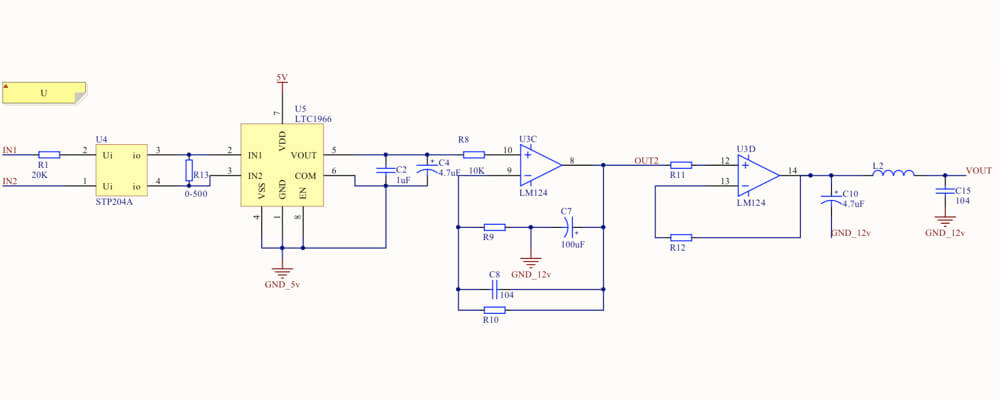 U
IN1
R1
20K
IN2
U4
2
Ui
io
3
1
Ui
io
4
STP204A
R13
0-500
5V
7
U5
LTC1966
VDD
2
IN1
VOUT
5
3
IN2
COM
6
VSS
GND
EN
4
1
8
GND_5v
C2
1uF
C4
4.7uF
R8
10K
U3C
10
9
8
LM124
R9
C7
100uF
GND_12v
C8
104
R10
OUT2
R11
U3D
12
13
14
LM124
R12
C10
4.7uF
GND_12v
L2
C15
104
GND_12v
VOUT